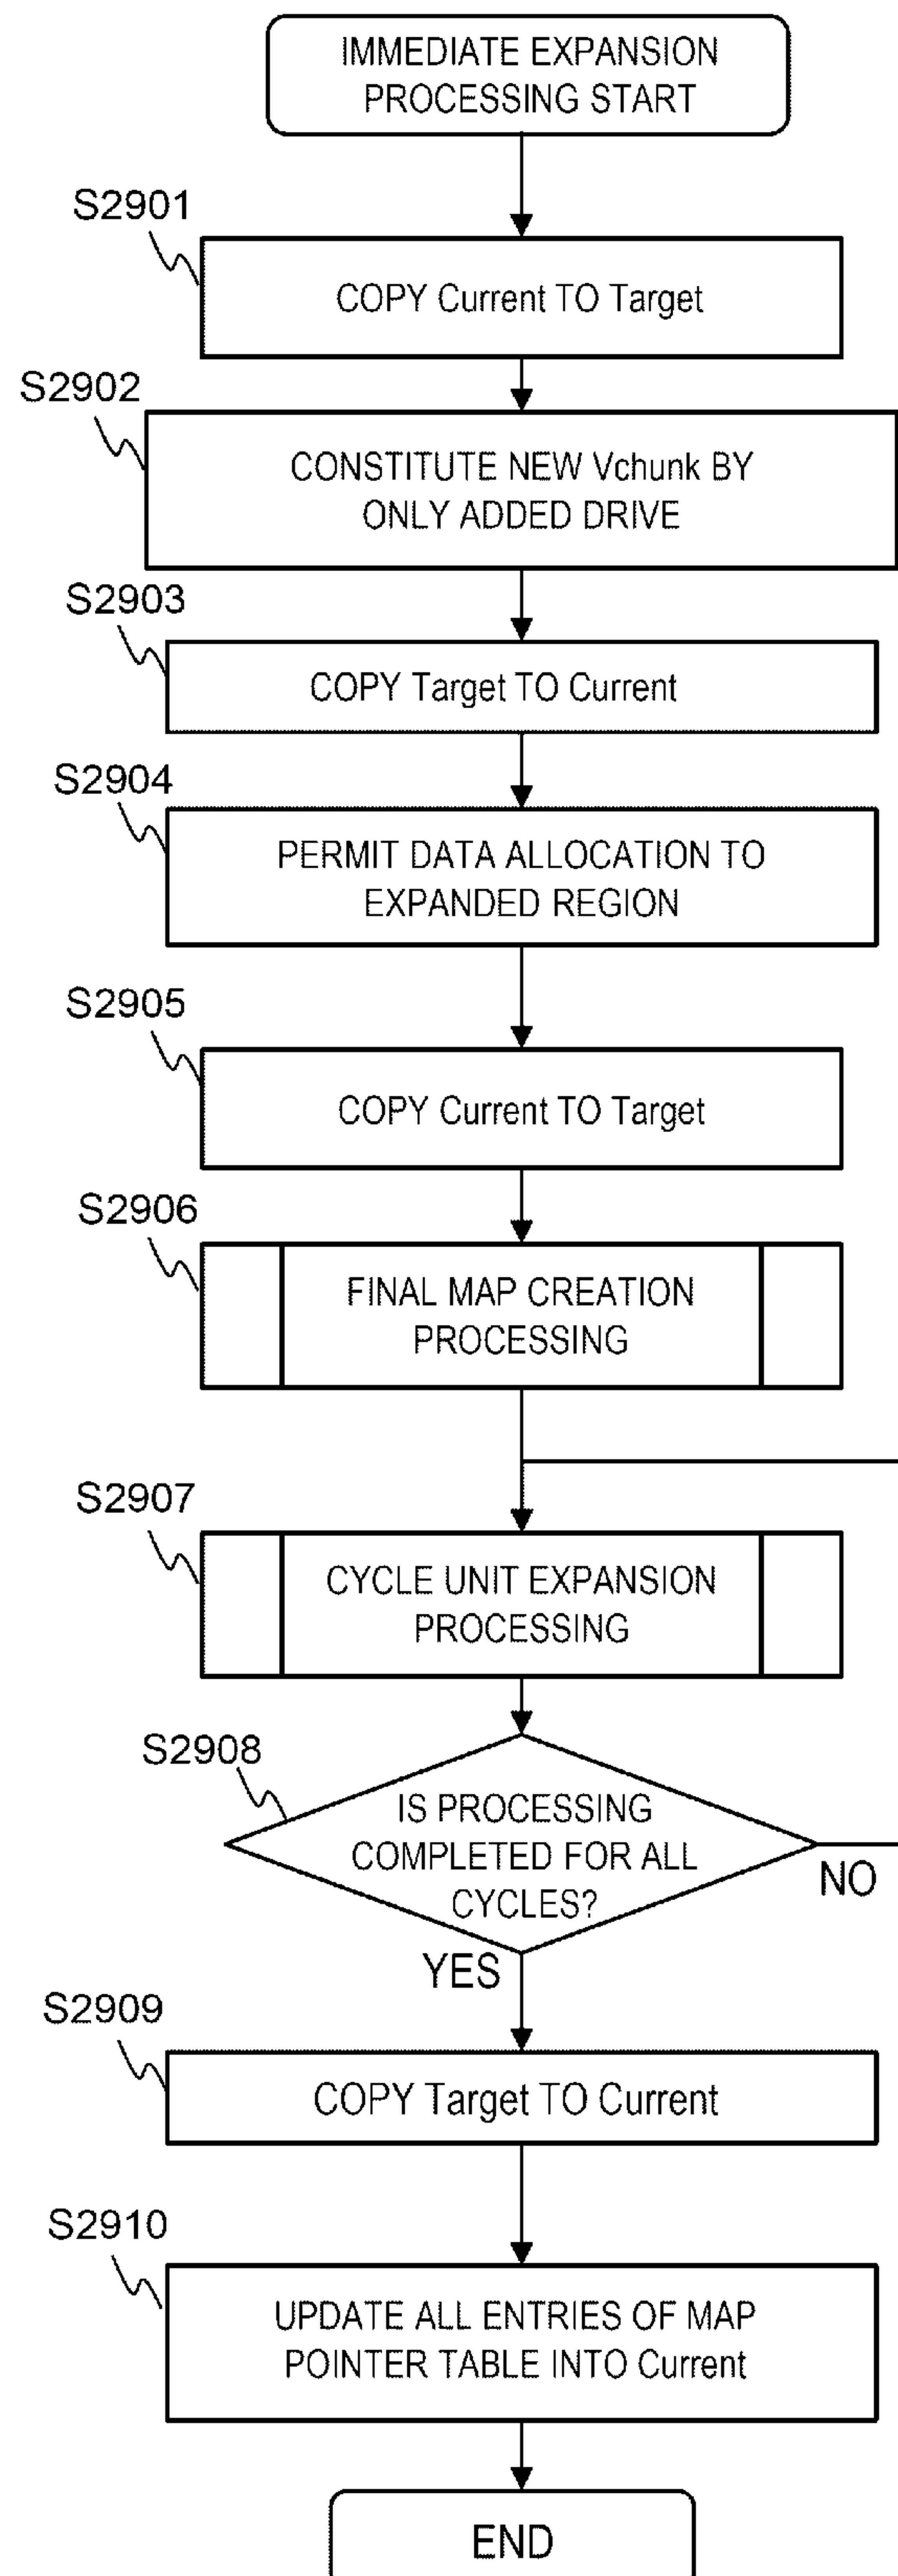 IMMEDIATE EXPANSION
PROCESSING START
S2901
COPY Current TO Target
S2902
CONSTITUTE NEW Vchunk BY
ONLY ADDED DRIVE
S2903
COPY Target TO Current
S2904
PERMIT DATA ALLOCATION TO
EXPANDED REGION
S2905
COPY Current TO Target
S2906
FINAL MAP CREATION
PROCESSING
S2907
CYCLE UNIT EXPANSION
PROCESSING
S2908
IS PROCESSING
COMPLETED FOR ALL
CYCLES?
NO
YES
S2909
COPY Target TO Current
S2910
UPDATE ALL ENTRIES OF MAP
POINTER TABLE INTO Current
END